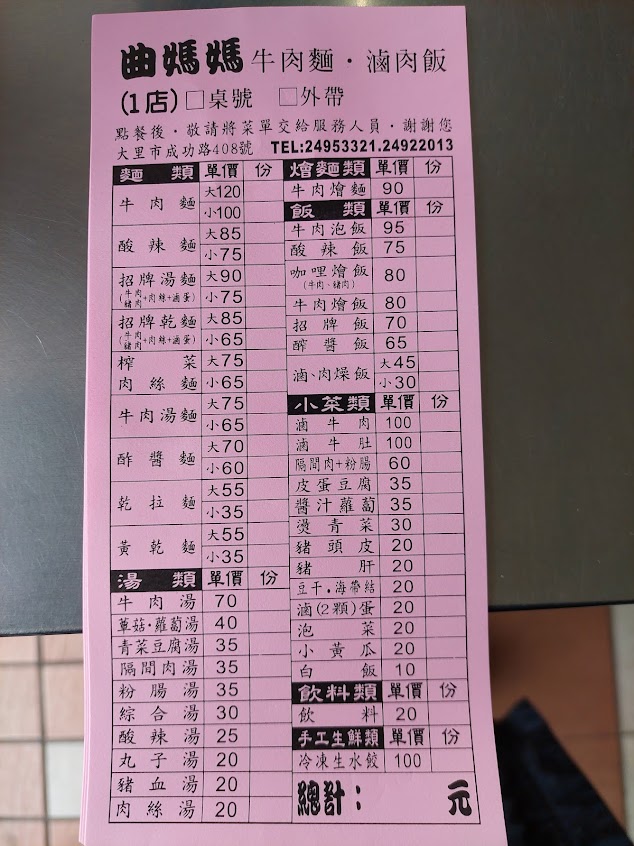 曲媽媽 牛肉麵·滷肉飯
(1店) □桌號 □外帶
點餐後·敬請將菜單交給服務人員·謝謝您
大里市成功路408號 TEL:24953321.24922013
麵類 單價 份
牛肉麵 大120
小100
酸辣麵 大85
小75
招牌湯麵 大90
(牛肉 豬肉+肉絲+滷蛋) 小75
招牌乾麵 大85
(牛肉 豬肉+肉絲+滷蛋) 小65
榨菜 大75
肉絲麵 小65
牛肉湯麵 大75
小65
酢醬麵 大70
小60
乾拉麵 大55
小35
黃乾麵 大55
小35
湯類 單價 份
牛肉湯 70
蕈菇·蘿蔔湯 40
青菜豆腐湯 35
隔間肉湯 35
粉腸湯 35
綜合湯 30
酸辣湯 25
丸子湯 20
豬血湯 20
肉絲湯 20
燴麵類 單價 份
牛肉燴麵 90
飯類 單價 份
牛肉泡飯 95
酸辣飯 75
咖哩燴飯 80
(牛肉、豬肉)
牛肉燴飯 80
招牌飯 70
酢醬飯 65
滷、肉燥飯 大45
小30
小菜類 單價 份
滷牛肉 100
滷牛肚 100
隔間肉+粉腸 60
皮蛋豆腐 35
醬汁蘿蔔 35
燙青菜 30
豬頭皮 20
豬肝 20
豆干.海帶結 20
滷(2顆)蛋 20
泡菜 20
小黃瓜 20
白飯 10
飲料類 單價 份
飲料 20
手工生鮮類 單價 份
冷凍生水餃 100
總計： 元